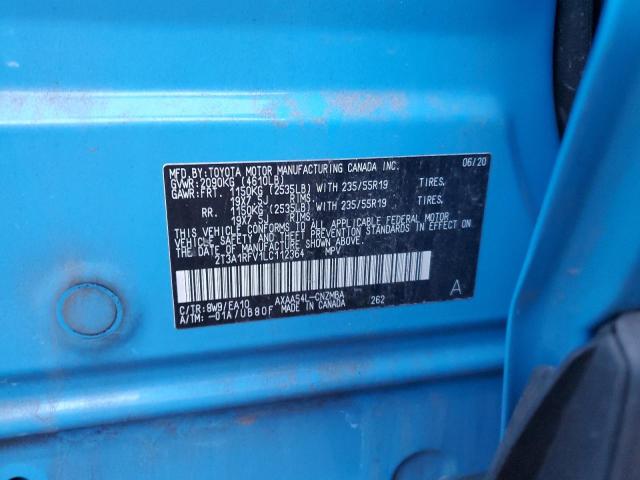 MFD. BY: TOYOTA MOTOR MANUFACTURING CANADA INC. 06/20
GVWR: 2090KG (4610LB)
GAWR: FRT. 1150KG (2535LB) WITH 235/55R19 TIRES.
19X7.5J RIMS
RR. 1150KG (2535LB) WITH 235/55R19 TIRES.
19X7.5J RIMS
THIS VEHICLE CONFORMS TO ALL APPLICABLE FEDERAL MOTOR
VEHICLE SAFETY AND THEFT PREVENTION STANDARDS IN EFFECT ON
THE DATE OF MANUFACTURE SHOWN ABOVE.
2T3A1RFV1LC112364 MPV
A
C/TR: 8W9/EA10 AXAA54L-CNZMBA 262
A/TM: -01A/UB80F MADE IN CANADA